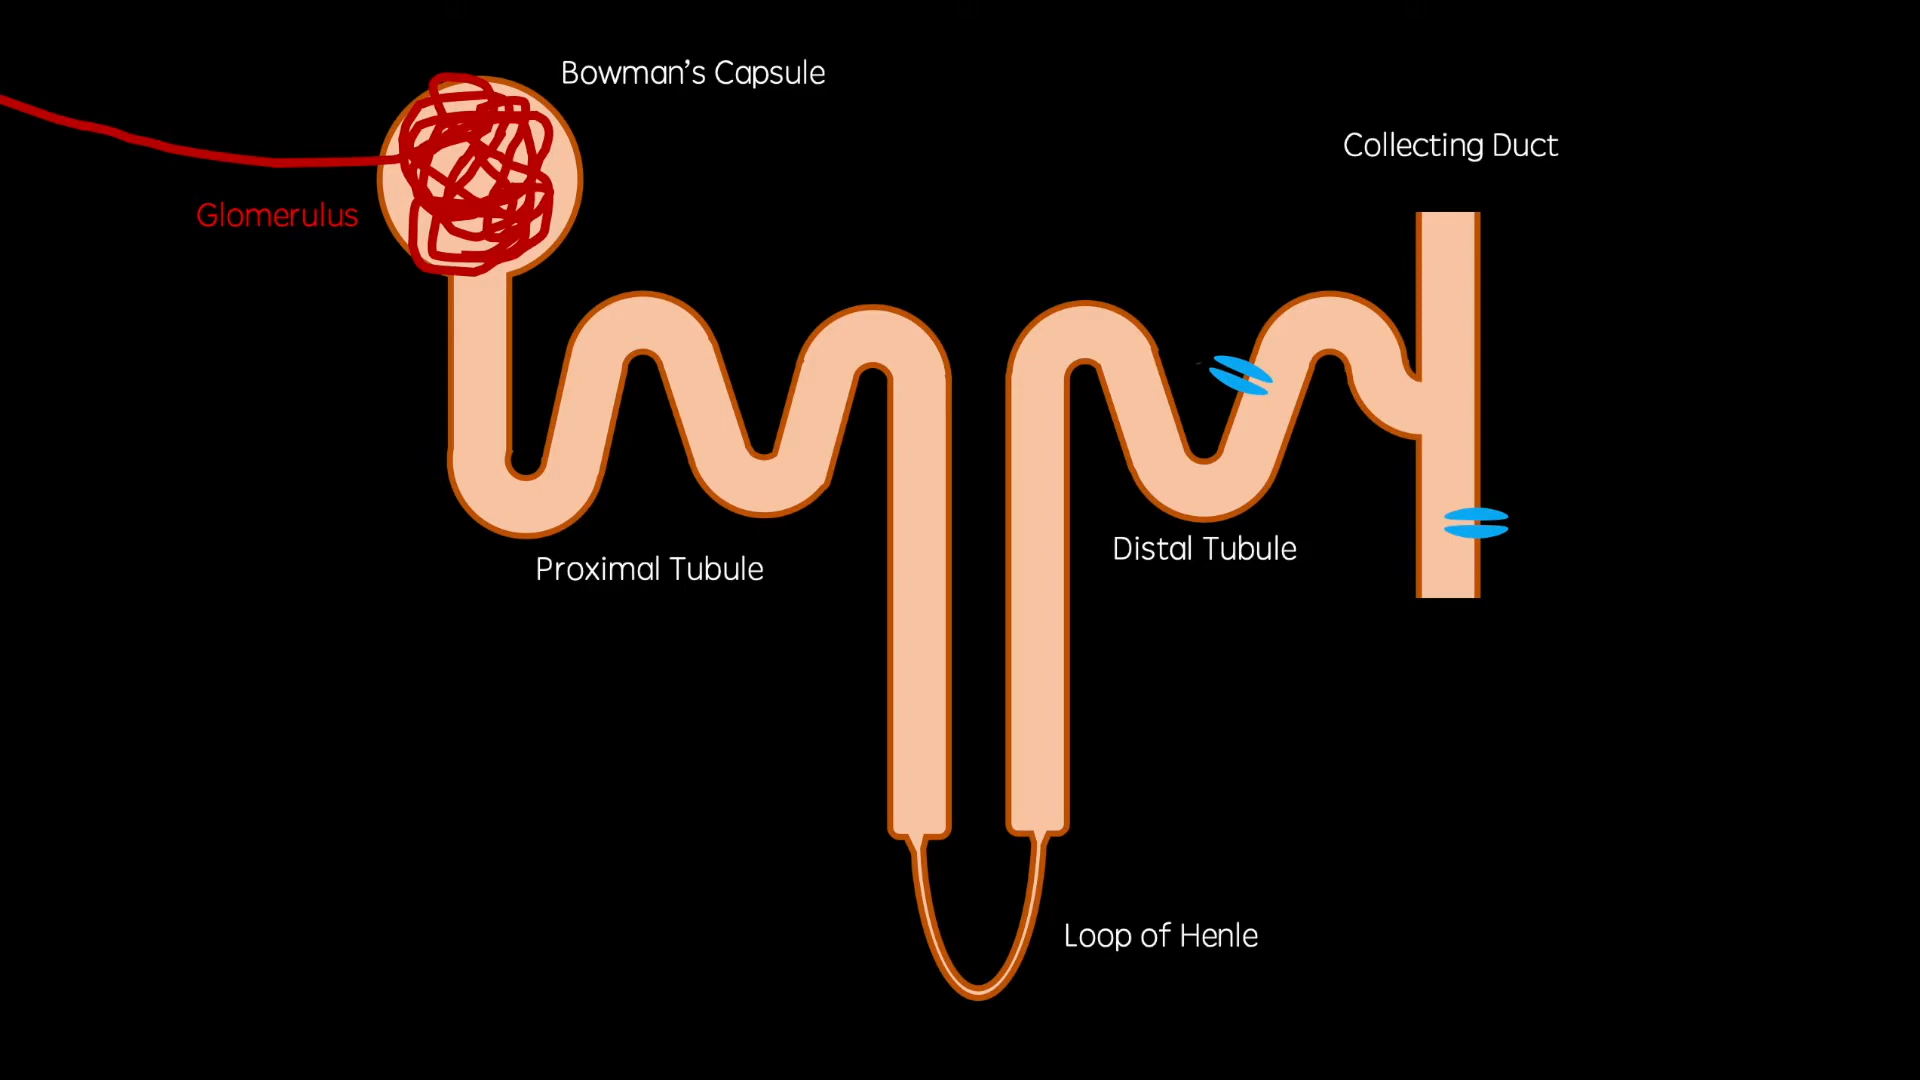 Bowman's Capsule
Collecting Duct
Glomerulus
Distal Tubule
Proximal Tubule
Loop of Henle